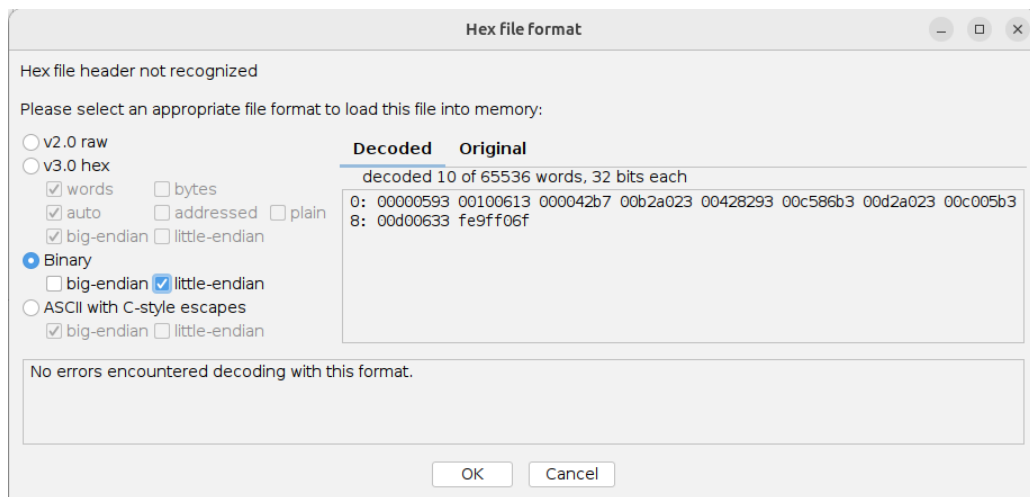 Hex file format
Hex file header not recognized
Please select an appropriate file format to load this file into memory:
v2.0 raw
v3.0 hex
words bytes
auto addressed plain
big-endian little-endian
Binary
big-endian little-endian
ASCII with C-style escapes
big-endian little-endian
Decoded Original
decoded 10 of 65536 words, 32 bits each
0: 00000593 00100613 000042b7 00b2a023 00428293 00c586b3 00d2a023 00c005b3
8: 00d00633 fe9ff06f
No errors encountered decoding with this format.
OK Cancel